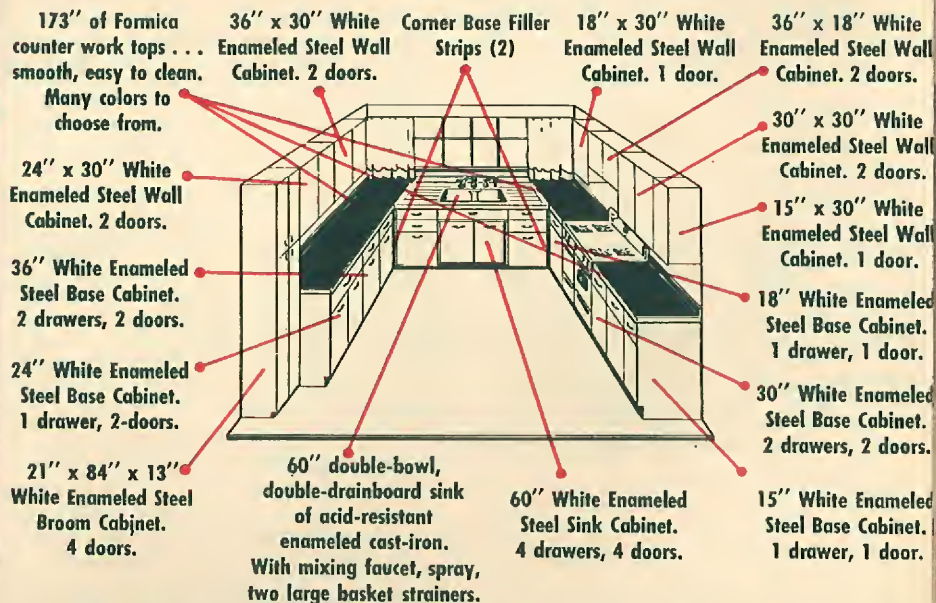 173″ of Formica
counter work tops . . .
smooth, easy to clean.
Many colors to
choose from.
36″ x 30″ White
Enameled Steel Wall
Cabinet. 2 doors.
Corner Base Filler
Strips (2)
18″ x 30″ White
Enameled Steel Wall
Cabinet. 1 door.
36″ x 18″ White
Enameled Steel Wall
Cabinet. 2 doors.
24″ x 30″ White
Enameled Steel Wall
Cabinet. 2 doors.
30″ x 30″ White
Enameled Steel Wall
Cabinet. 2 doors.
15″ x 30″ White
Enameled Steel Wall
Cabinet. 1 door.
36″ White Enameled
Steel Base Cabinet.
2 drawers, 2 doors.
18″ White Enameled
Steel Base Cabinet.
1 drawer, 1 door.
24″ White Enameled
Steel Base Cabinet.
1 drawer, 2-doors.
30″ White Enameled
Steel Base Cabinet.
2 drawers, 2 doors.
21″ x 84″ x 13″
White Enameled Steel
Broom Cabjnet.
4 doors.
60″ double-bowl,
double-drainboard sink
of acid-resistant
enameled cast-iron.
With mixing faucet, spray,
two large basket strainers.
60″ White Enameled
Steel Sink Cabinet.
4 drawers, 4 doors.
15″ White Enameled
Steel Base Cabinet.
1 drawer, 1 door.